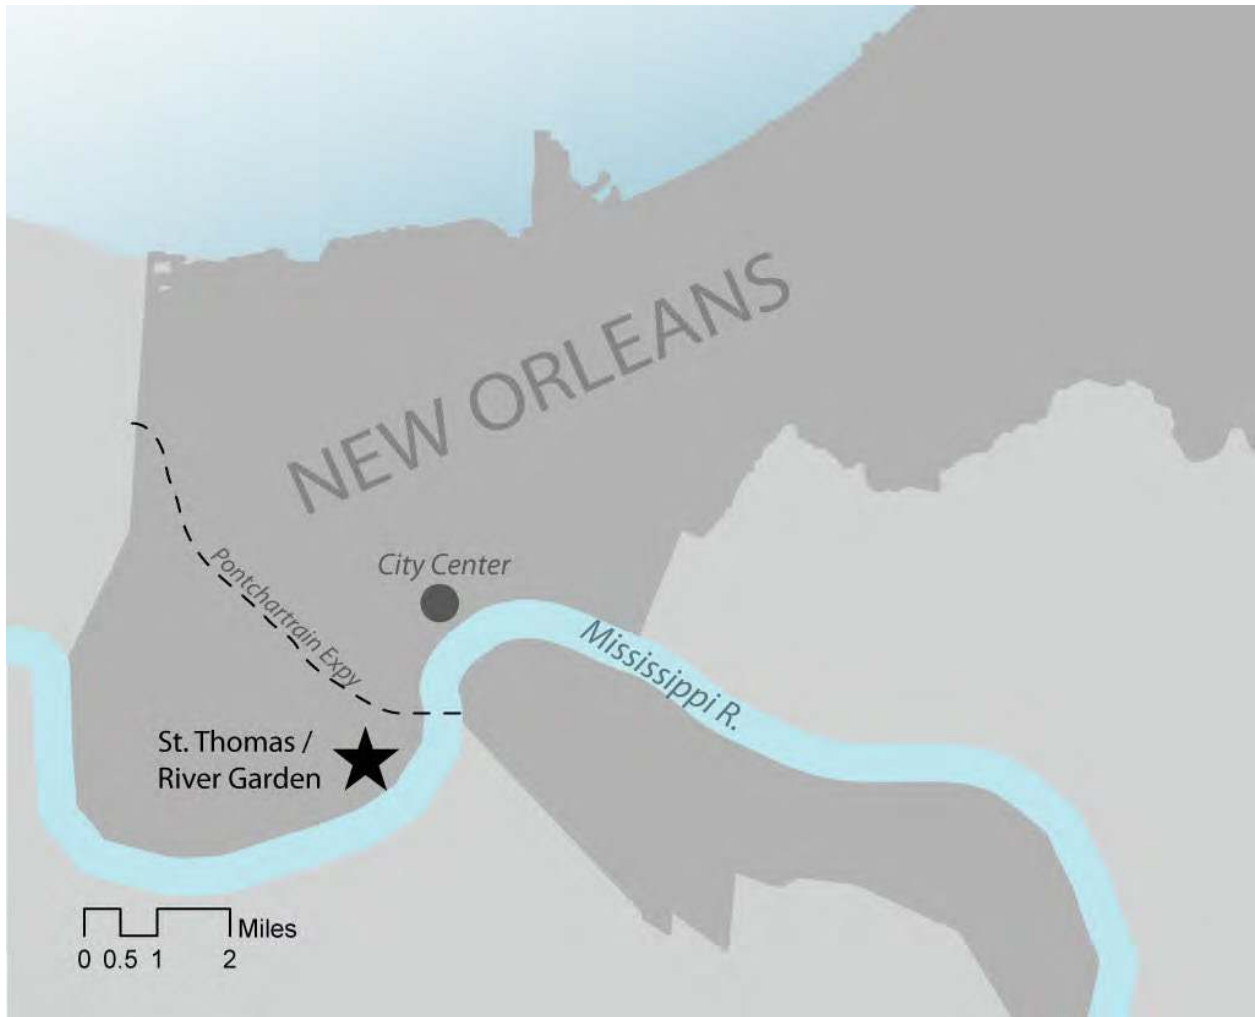 NEW ORLEANS
City Center
Pontchartrain Expy
Mississippi R.
St. Thomas /
River Garden
Miles
0 0.5 1 2